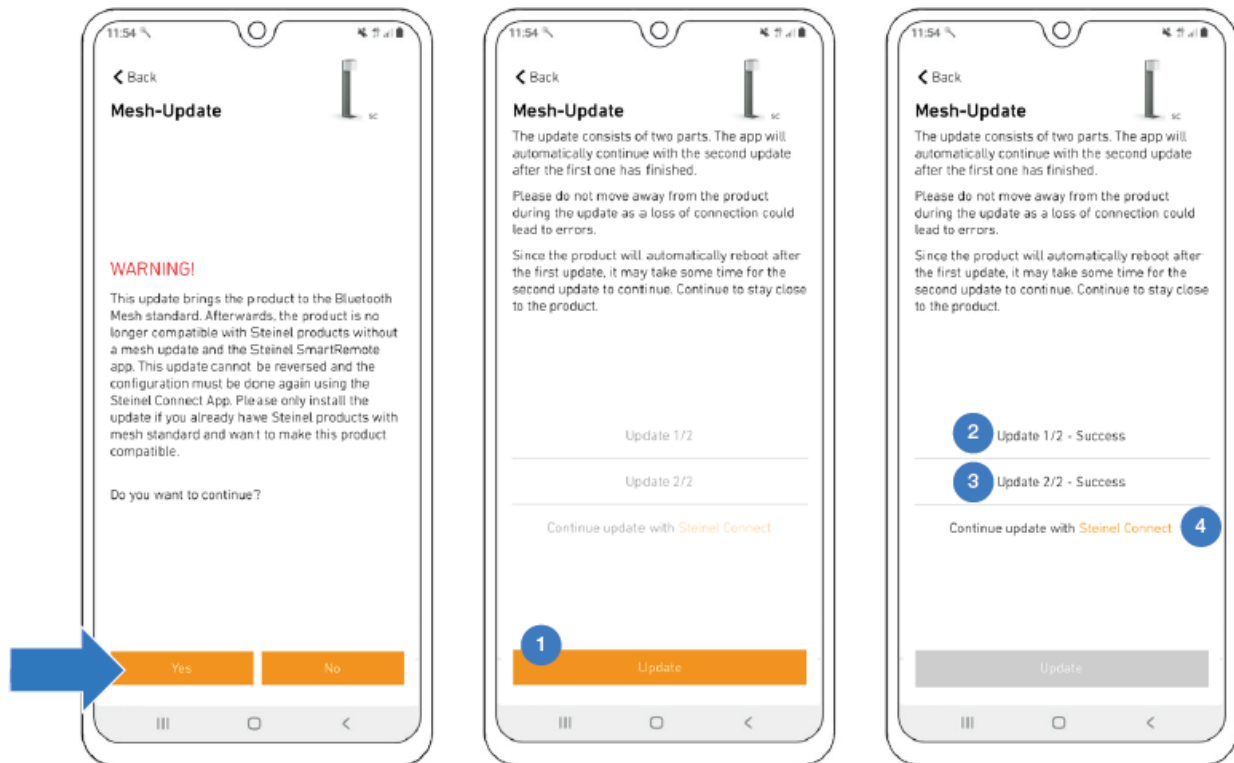 11:54
Back
Mesh-Update
SC
WARNING!
This update brings the product to the Bluetooth
Mesh standard. Afterwards, the product is no
longer compatible with Steinel products without
a mesh update and the Steinel SmartRemote
app. This update cannot be reversed and the
configuration must be done again using the
Steinel Connect App. Please only install the
update if you already have Steinel products with
mesh standard and want to make this product
compatible.
Do you want to continue?
Yes
No
11:54
Back
Mesh-Update
SC
The update consists of two parts. The app will
automatically continue with the second update
after the first one has finished.
Please do not move away from the product
during the update as a loss of connection could
lead to errors.
Since the product will automatically reboot after
the first update, it may take some time for the
second update to continue. Continue to stay close
to the product.
Update 1/2
Update 2/2
Continue update with Steinel Connect
1
Update
11:54
Back
Mesh-Update
SC
The update consists of two parts. The app will
automatically continue with the second update
after the first one has finished.
Please do not move away from the product
during the update as a loss of connection could
lead to errors.
Since the product will automatically reboot after
the first update, it may take some time for the
second update to continue. Continue to stay close
to the product.
2 Update 1/2 - Success
3 Update 2/2 - Success
Continue update with Steinel Connect 4
Update